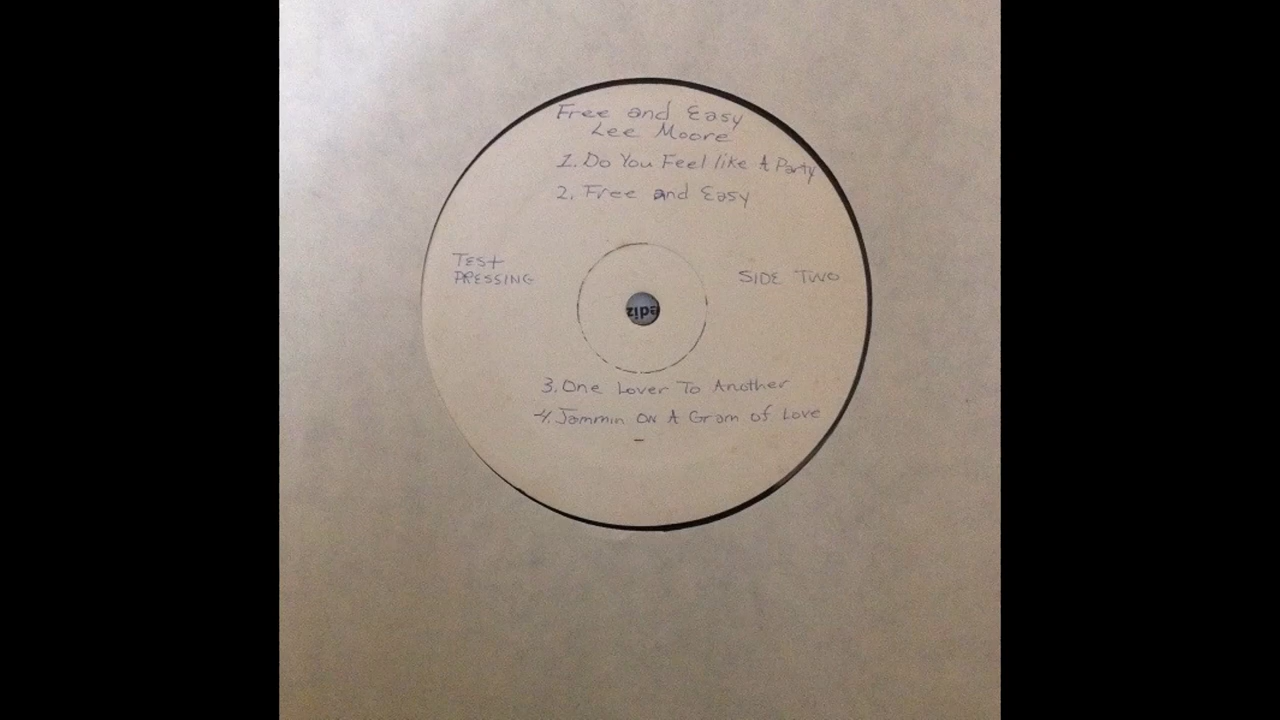 Free and Easy
Lee Moore
1. Do You Feel like A Party
2. Free and Easy
TEST
PRESSING
SIDE TWO
ediz
3. One Lover To Another
4. Jammin ON A Gram of Love